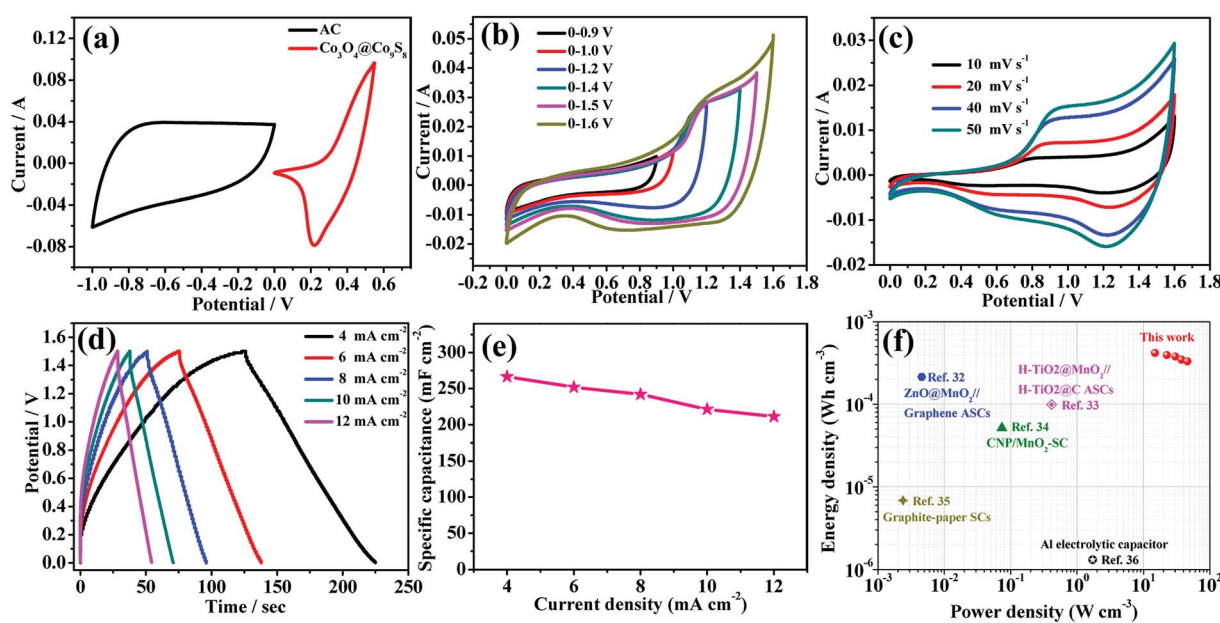 (a)
AC
Co3O4@Co9S8
0.12
0.08
0.04
0.00
-0.04
-0.08
Current / A
-1.0 -0.8 -0.6 -0.4 -0.2 0.0 0.2 0.4 0.6
Potential / V
(b)
0-0.9 V
0-1.0 V
0-1.2 V
0-1.4 V
0-1.5 V
0-1.6 V
0.05
0.04
0.03
0.02
0.01
0.00
-0.01
-0.02
Current / A
0.0 0.2 0.4 0.6 0.8 1.0 1.2 1.4 1.6
Potential / V
(c)
10 mV s-1
20 mV s-1
40 mV s-1
50 mV s-1
0.03
0.02
0.01
0.00
-0.01
-0.02
Current / A
0.0 0.2 0.4 0.6 0.8 1.0 1.2 1.4 1.6 1.8
Potential / V
(d)
4 mA cm-2
6 mA cm-2
8 mA cm-2
10 mA cm-2
12 mA cm-2
1.6
1.4
1.2
1.0
0.8
0.6
0.4
0.2
0.0
Potential / V
0 50 100 150 200 250
Time / sec
(e)
300
250
200
150
100
50
0
Specific capacitance (mF cm-2)
4 6 8 10 12
Current density (mA cm-2)
(f)
This work
Ref. 32
ZnO@MnO2//
Graphene ASCs
H-TiO2@MnO2//
H-TiO2@C ASCs
Ref. 33
Ref. 34
CNP/MnO2-SC
Ref. 35
Graphite-paper SCs
Al electrolytic capacitor
Ref. 36
10-3
10-4
10-5
10-6
Energy density (Wh cm-3)
10-3 10-2 10-1 100 101 102
Power density (W cm-3)